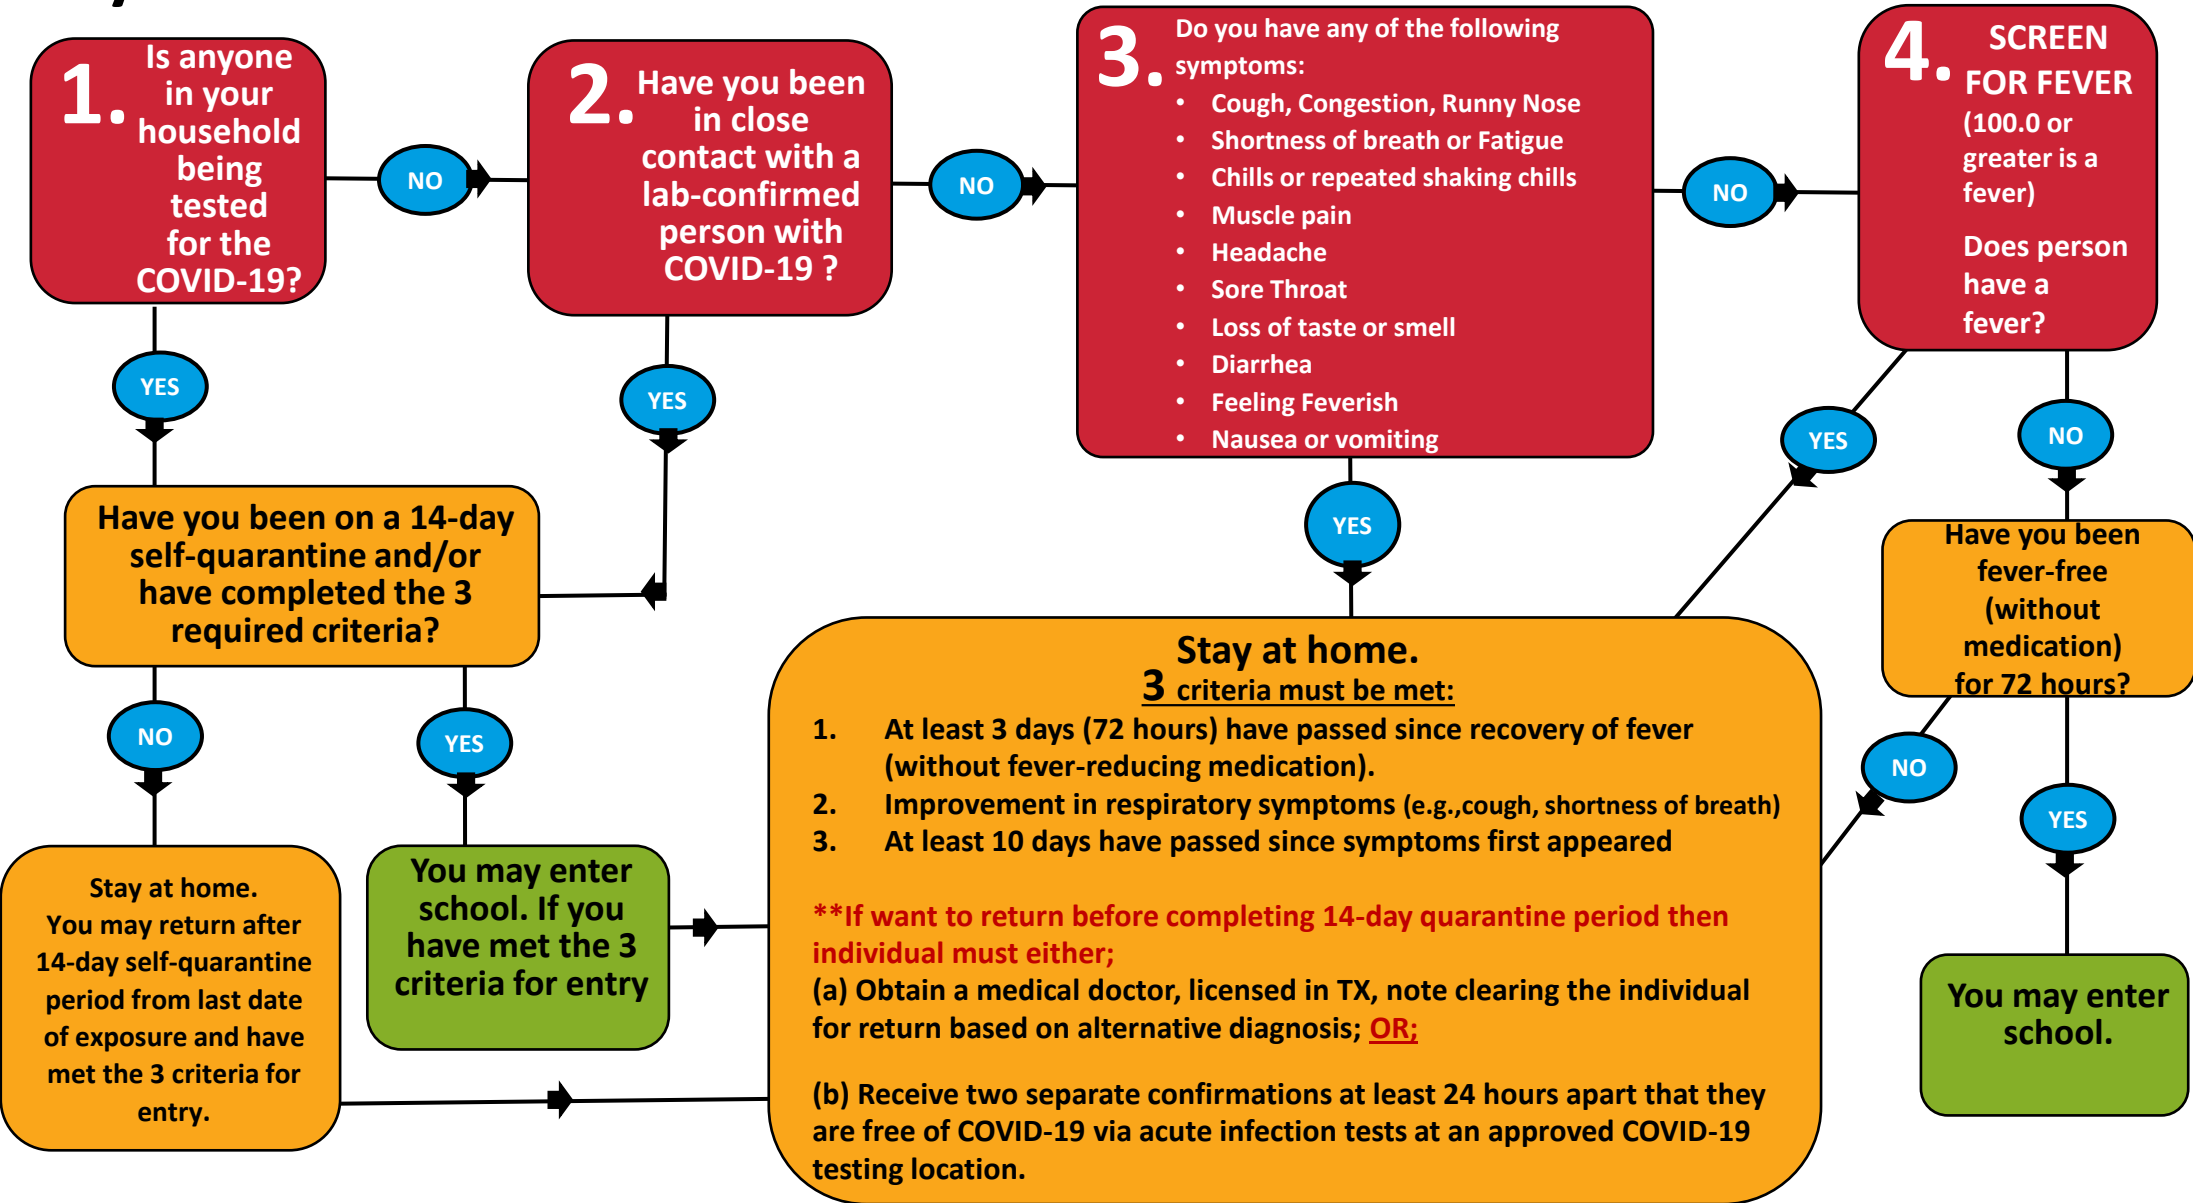 1.
Is anyone
in your
household
being
tested
for the
COVID-19?
NO
2.
Have you been
in close
contact with a
lab-confirmed
person with
COVID-19 ?
NO
3.
Do you have any of the following
symptoms:
• Cough, Congestion, Runny Nose
• Shortness of breath or Fatigue
• Chills or repeated shaking chills
• Muscle pain
• Headache
• Sore Throat
• Loss of taste or smell
• Diarrhea
• Feeling Feverish
• Nausea or vomiting
NO
4.
SCREEN
FOR FEVER
(100.0 or
greater is a
fever)
Does person
have a
fever?
YES
YES
YES
YES
NO
Have you been on a 14-day
self-quarantine and/or
have completed the 3
required criteria?
Have you been
fever-free
(without
medication)
for 72 hours?
NO
YES
NO
YES
Stay at home.
You may return after
14-day self-quarantine
period from last date
of exposure and have
met the 3 criteria for
entry.
You may enter
school. If you
have met the 3
criteria for entry
Stay at home.
3 criteria must be met:
1. At least 3 days (72 hours) have passed since recovery of fever
(without fever-reducing medication).
2. Improvement in respiratory symptoms (e.g.,cough, shortness of breath)
3. At least 10 days have passed since symptoms first appeared
**If want to return before completing 14-day quarantine period then
individual must either;
(a) Obtain a medical doctor, licensed in TX, note clearing the individual
for return based on alternative diagnosis; OR;
(b) Receive two separate confirmations at least 24 hours apart that they
are free of COVID-19 via acute infection tests at an approved COVID-19
testing location.
You may enter
school.